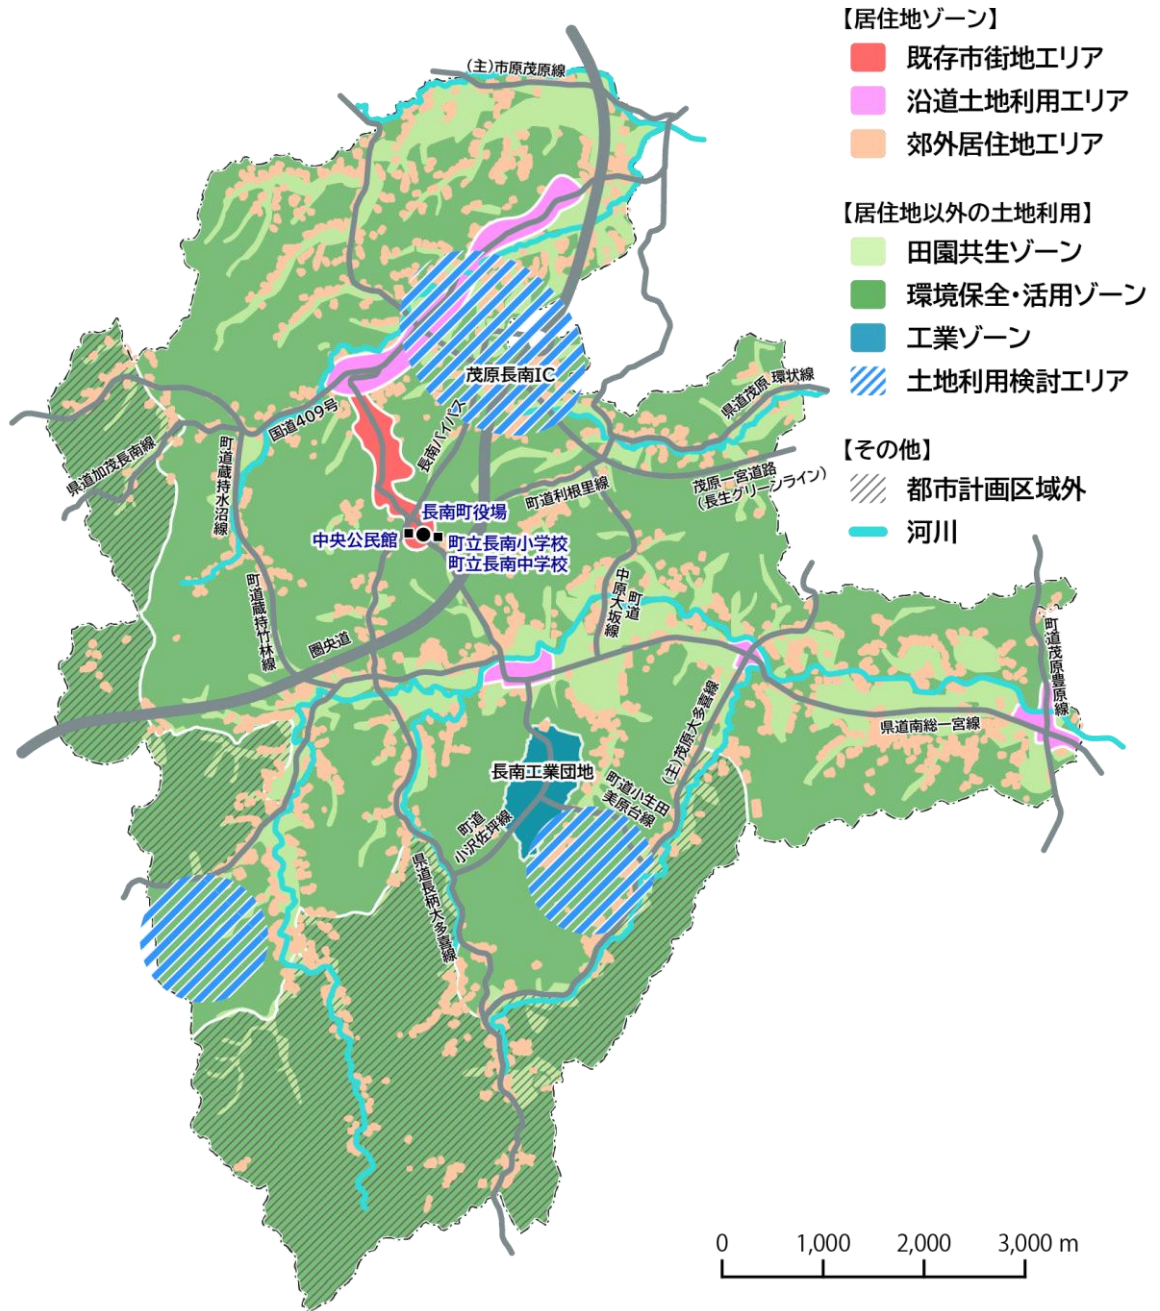 【居住地ゾーン】
既存市街地エリア
沿道土地利用エリア
郊外居住地エリア
【居住地以外の土地利用】
田園共生ゾーン
環境保全・活用ゾーン
工業ゾーン
土地利用検討エリア
【その他】
都市計画区域外
河川
(主)市原茂原線
茂原長南IC
県道茂原 環状線
国道409号
長南バイパス
県道加茂長南線
町道蔵持水沼線
茂原一宮道路
(長生グリーンライン)
町道利根里線
長南町役場
中央公民館
町立長南小学校
町立長南中学校
町道
中原大坂線
町道蔵持竹林線
圏央道
町道茂原豊原線
(主)茂原大多喜線
県道南総一宮線
長南工業団地
町道小生田
美原台線
町道
小沢佐坪線
県道長柄大多喜線
0 1,000 2,000 3,000 m